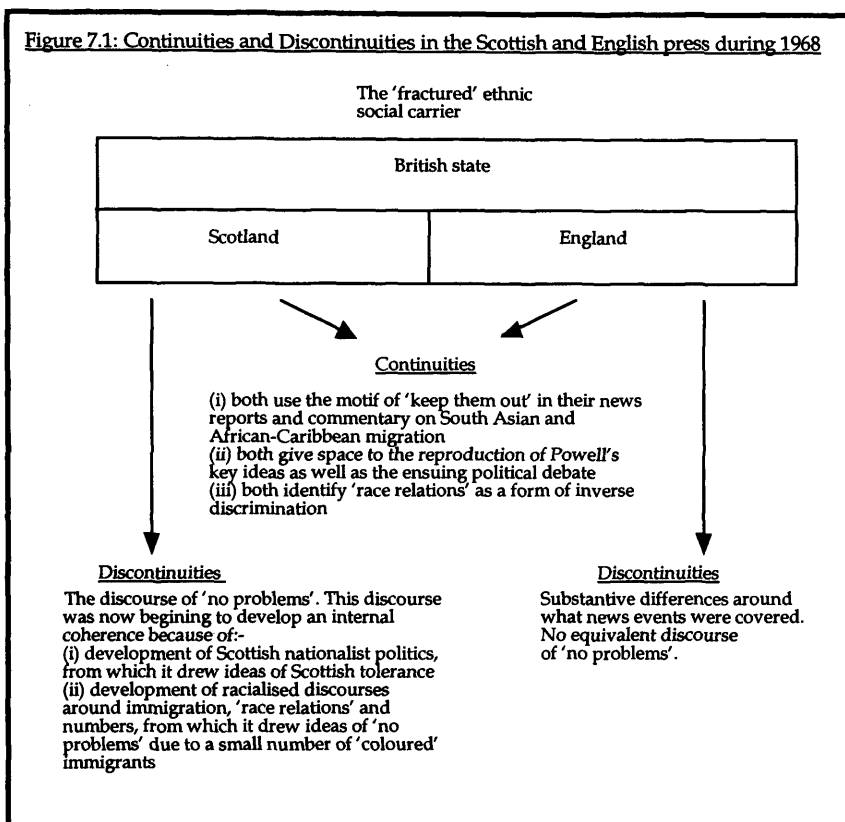 Figure 7.1: Continuities and Discontinuities in the Scottish and English press during 1968
The 'fractured' ethnic
social carrier
British state
Scotland
England
Continuities
(i) both use the motif of 'keep them out' in their news
reports and commentary on South Asian and
African-Caribbean migration
(ii) both give space to the reproduction of Powell's
key ideas as well as the ensuing political debate
(iii) both identify 'race relations' as a form of inverse
discrimination
Discontinuities
The discourse of 'no problems'. This discourse
was now begining to develop an internal
coherence because of:-
(i) development of Scottish nationalist politics,
from which it drew ideas of Scottish tolerance
(ii) development of racialised discourses
around immigration, 'race relations' and
numbers, from which it drew ideas of 'no
problems' due to a small number of 'coloured'
immigrants
Discontinuities
Substantive differences around
what news events were covered.
No equivalent discourse
of 'no problems'.